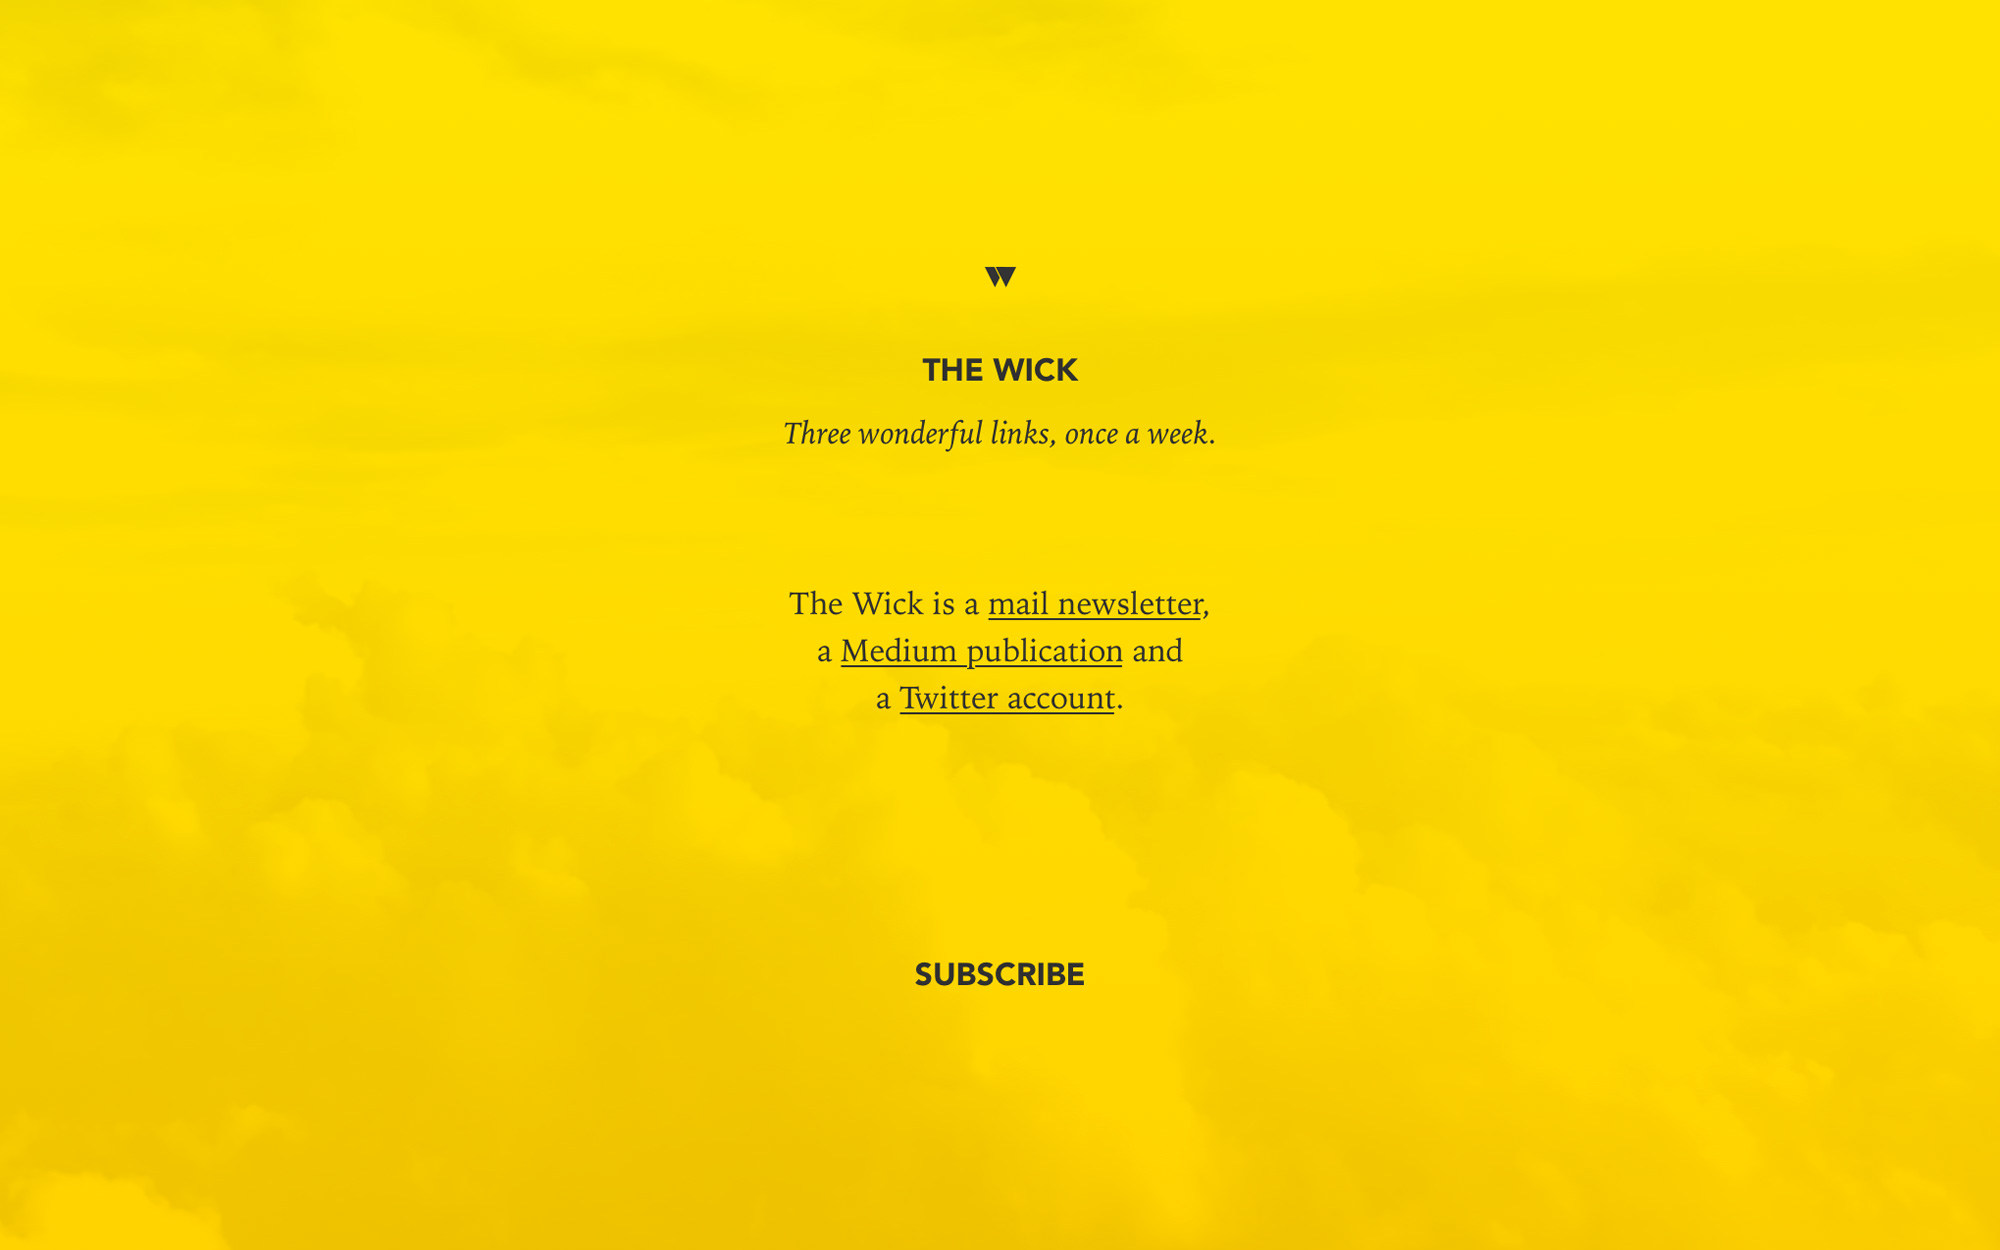 THE WICK
Three wonderful links, once a week.
The Wick is a mail newsletter,
a Medium publication and
a Twitter account.
SUBSCRIBE